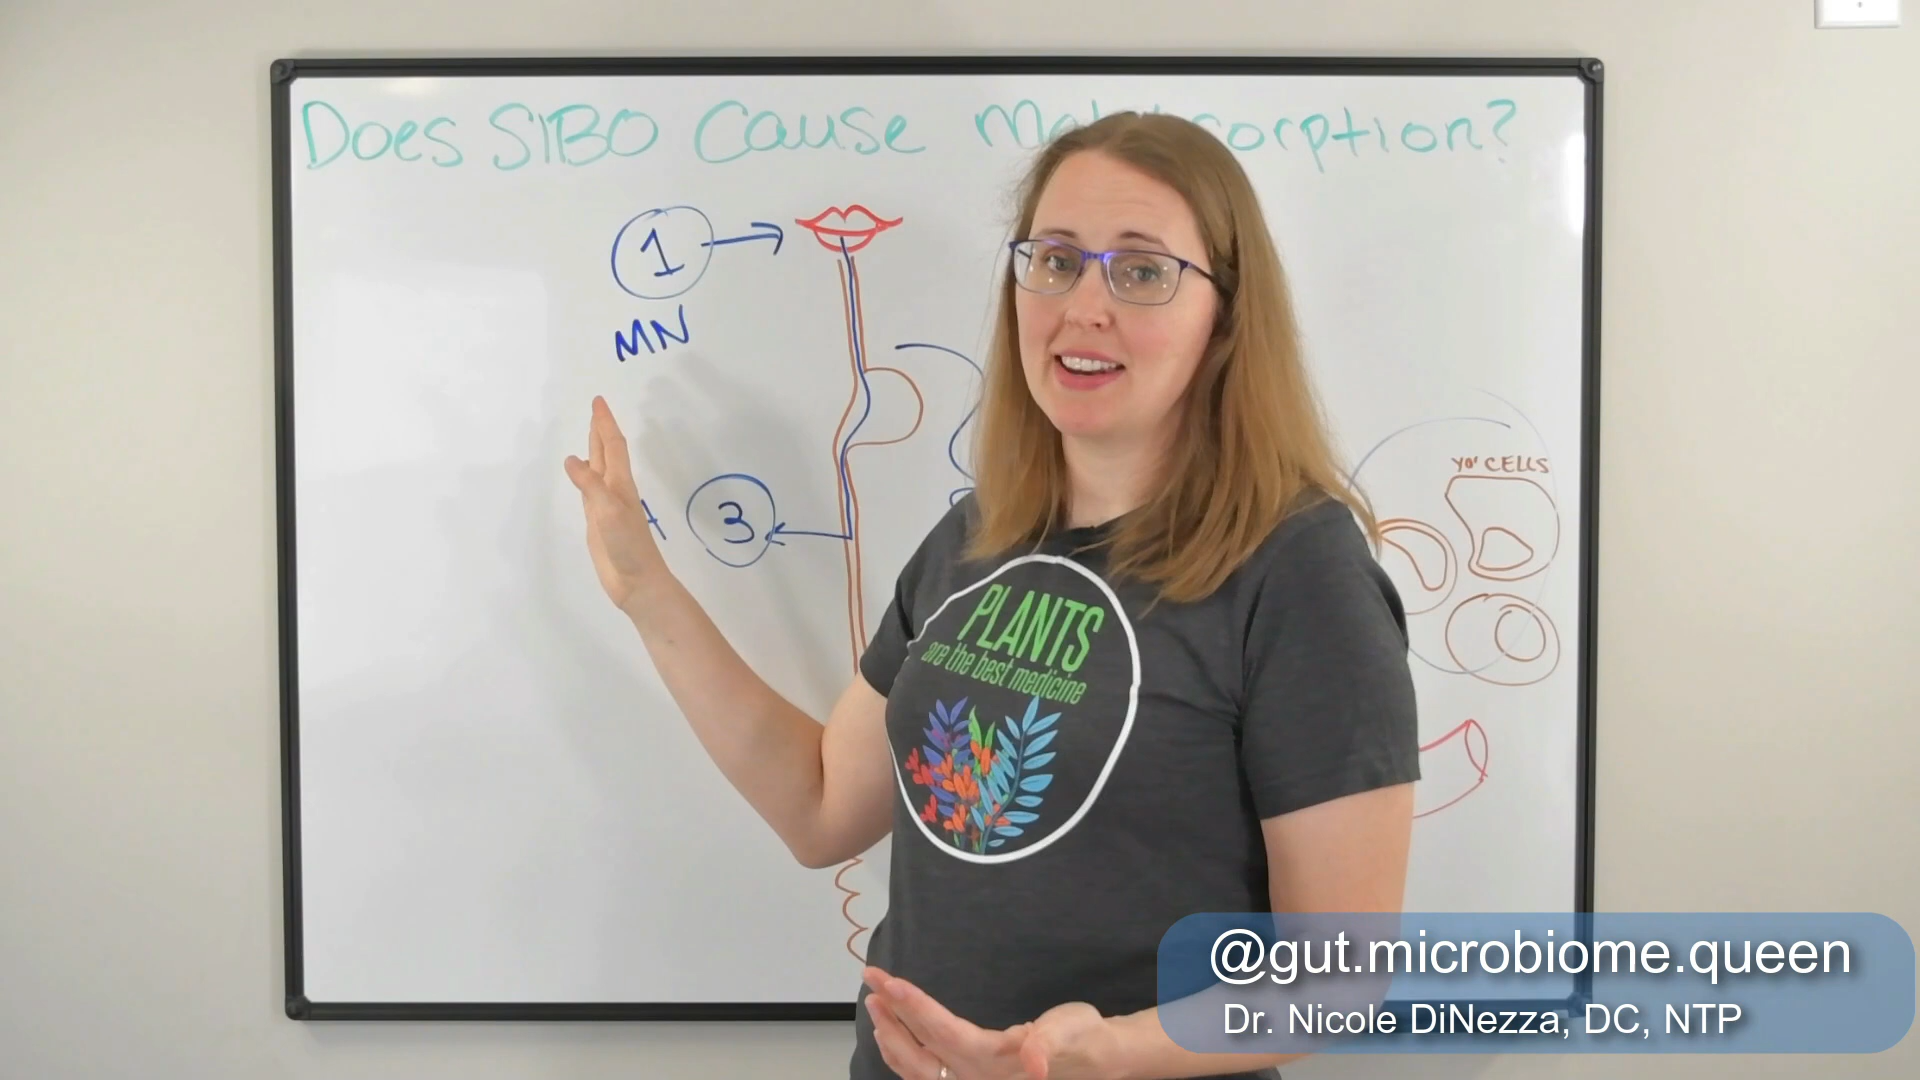 Does SIBO Cause
1
MN
3
YO' CELLS
PLANTS
are the best medicine
@gut.microbiome.queen
Dr. Nicole DiNezza, DC, NTP